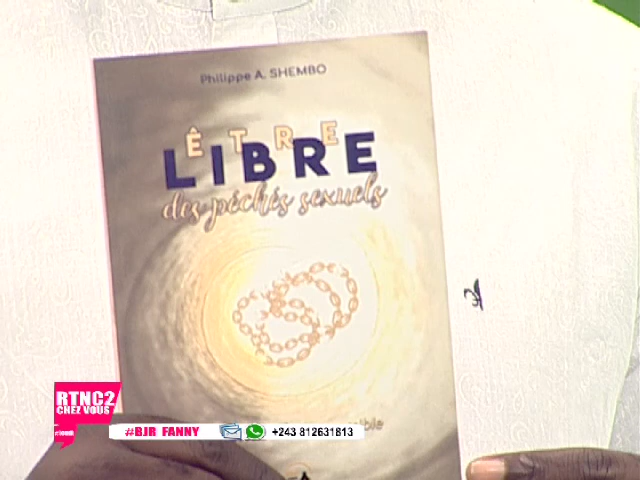 Philippe A. SHEMBO
ÊTRE
LIBRE
des péchés sexuels
RTNC2
CHEZ VOUS
#BJR FANNY
+243 812631813